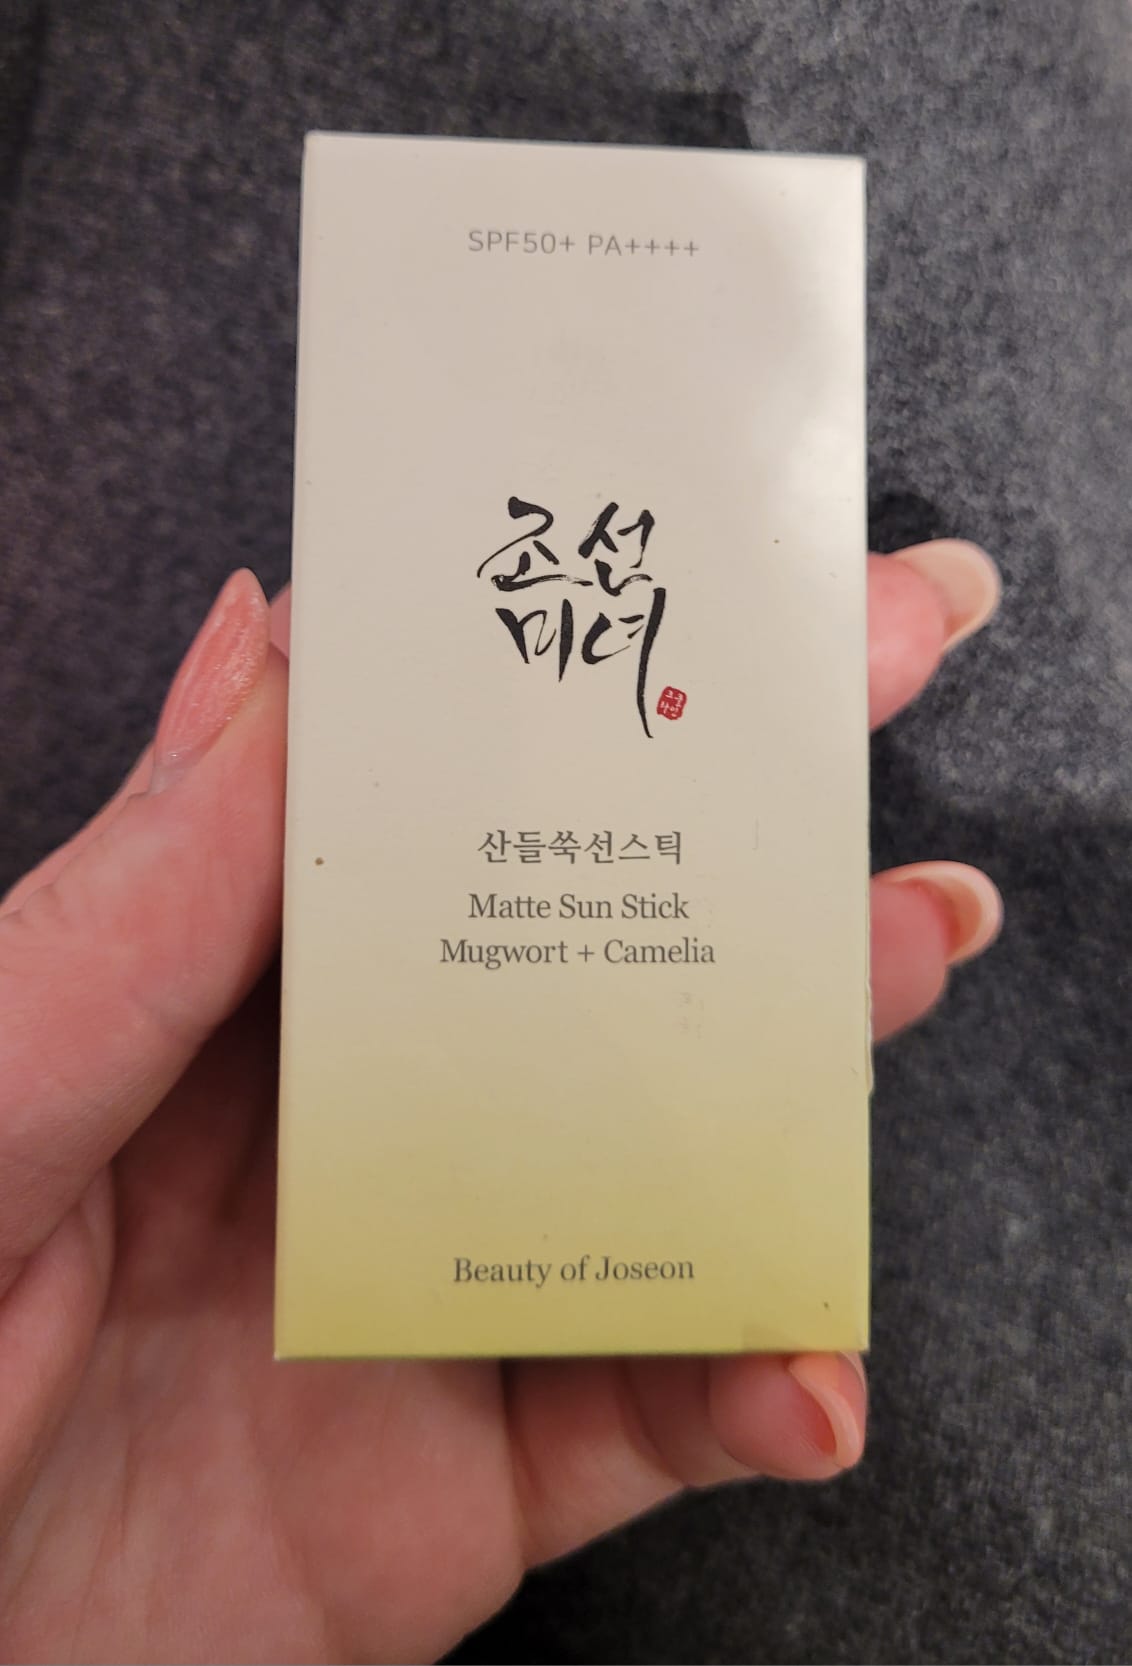 SPF50+ PA++++
조선
미녀
산들쑥선스틱
Matte Sun Stick
Mugwort + Camelia
Beauty of Joseon